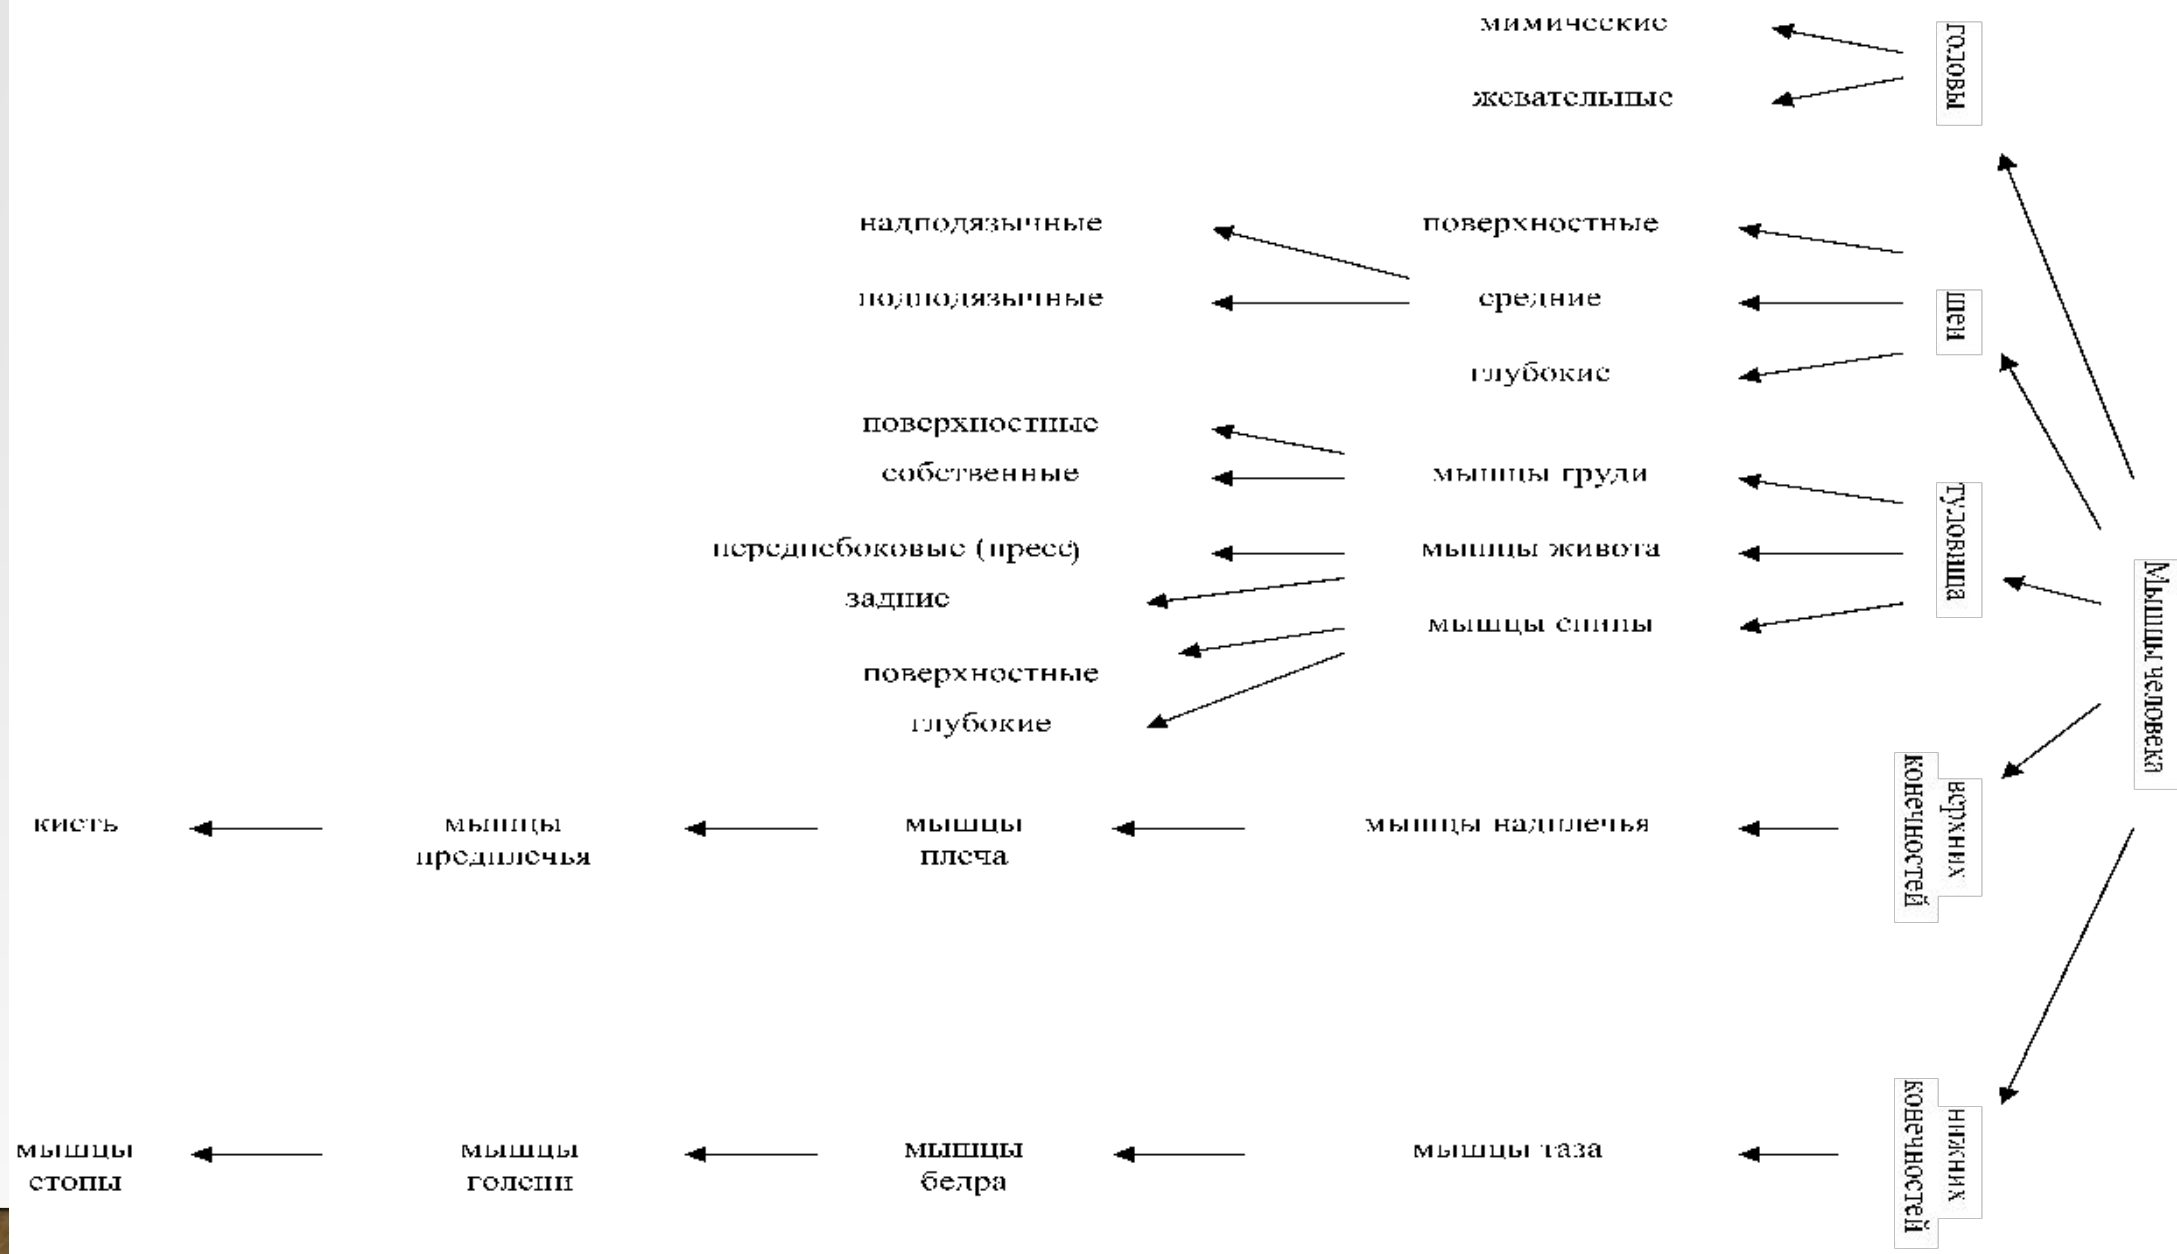 Мышцы человека
головы
мимические
жевательные
шеи
поверхностные
средние
глубокие
надподязычные
подподязычные
туловища
мышцы груди
поверхностные
собственные
мышцы живота
переднебоковые (пресс)
задние
мышцы спины
поверхностные
глубокие
верхних
конечностей
мышцы надплечья
мышцы
плеча
мышцы
предплечья
кисть
нижних
конечностей
мышцы таза
мышцы
бедра
мышцы
голени
мышцы
стопы